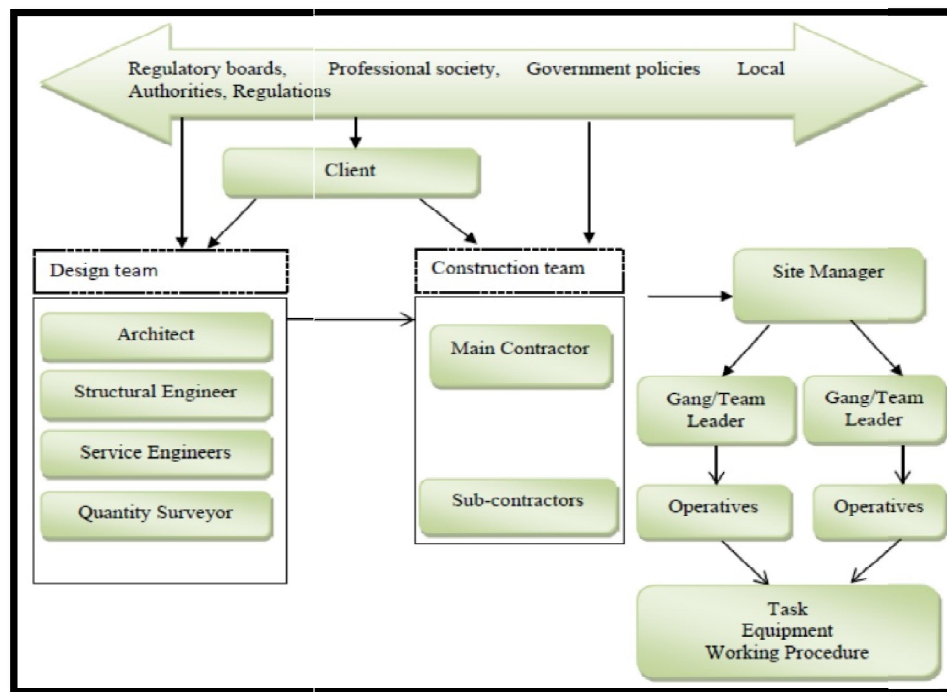 Regulatory boards, Professional society, Government policies Local
Authorities, Regulations
Client
Design team
Construction team
Site Manager
Architect
Main Contractor
Structural Engineer
Gang/Team
Leader
Gang/Team
Leader
Service Engineers
Sub-contractors
Quantity Surveyor
Operatives
Operatives
Task
Equipment
Working Procedure